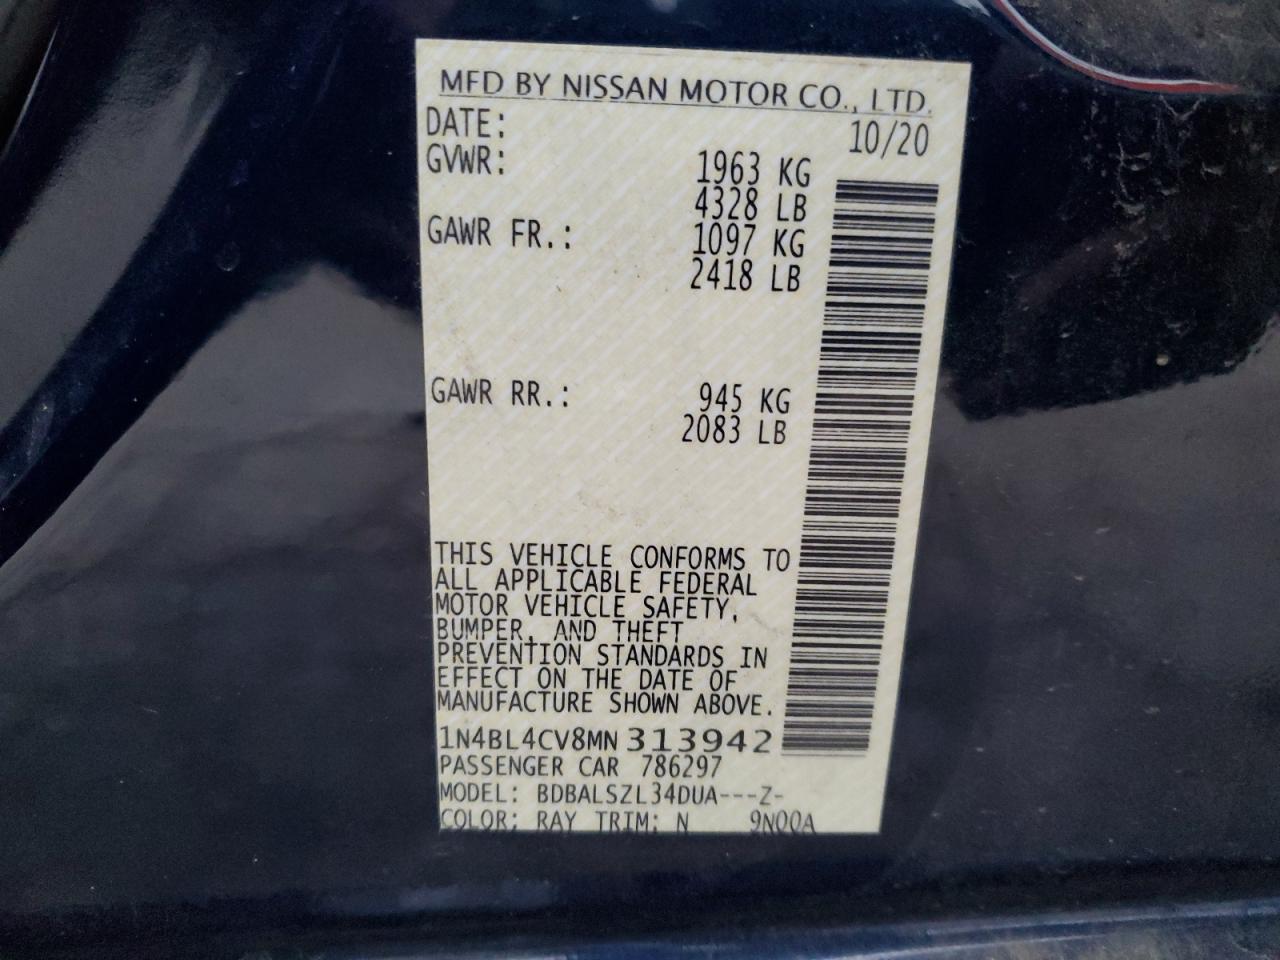 MFD BY NISSAN MOTOR CO., LTD.
DATE: 10/20
GVWR: 1963 KG
4328 LB
GAWR FR.: 1097 KG
2418 LB
GAWR RR.: 945 KG
2083 LB
THIS VEHICLE CONFORMS TO
ALL APPLICABLE FEDERAL
MOTOR VEHICLE SAFETY,
BUMPER, AND THEFT
PREVENTION STANDARDS IN
EFFECT ON THE DATE OF
MANUFACTURE SHOWN ABOVE.
1N4BL4CV8MN 313942
PASSENGER CAR 786297
MODEL: BDBALSZL34DUA---Z-
COLOR: RAY TRIM: N 9N00A